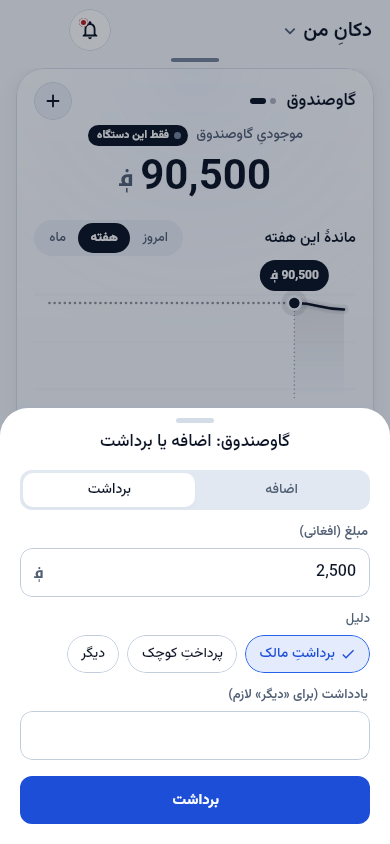 دکانِ من
گاوصندوق
موجودیِ گاوصندوق فقط این دستگاه
90,500 ؋
ماندهٔ این هفته امروز هفته ماه
90,500 ؋
گاوصندوق: اضافه یا برداشت
اضافه برداشت
مبلغ (افغانی)
2,500 ؋
دلیل
برداشتِ مالک پرداختِ کوچک دیگر
یادداشت (برای «دیگر» لازم)
برداشت